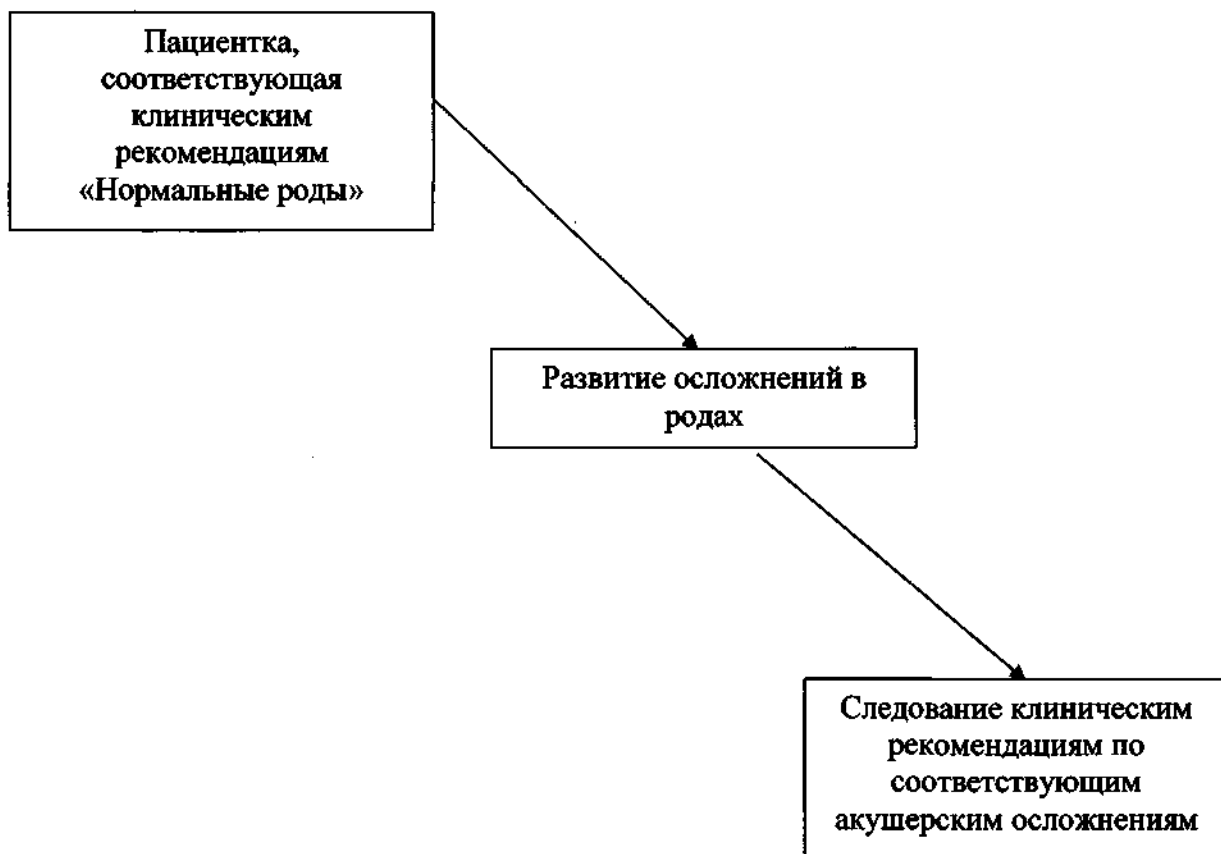 Пациентка,
соответствующая
клиническим
рекомендациям
«Нормальные роды»
Развитие осложнений в
родах
Следование клиническим
рекомендациям по
соответствующим
акушерским осложнениям